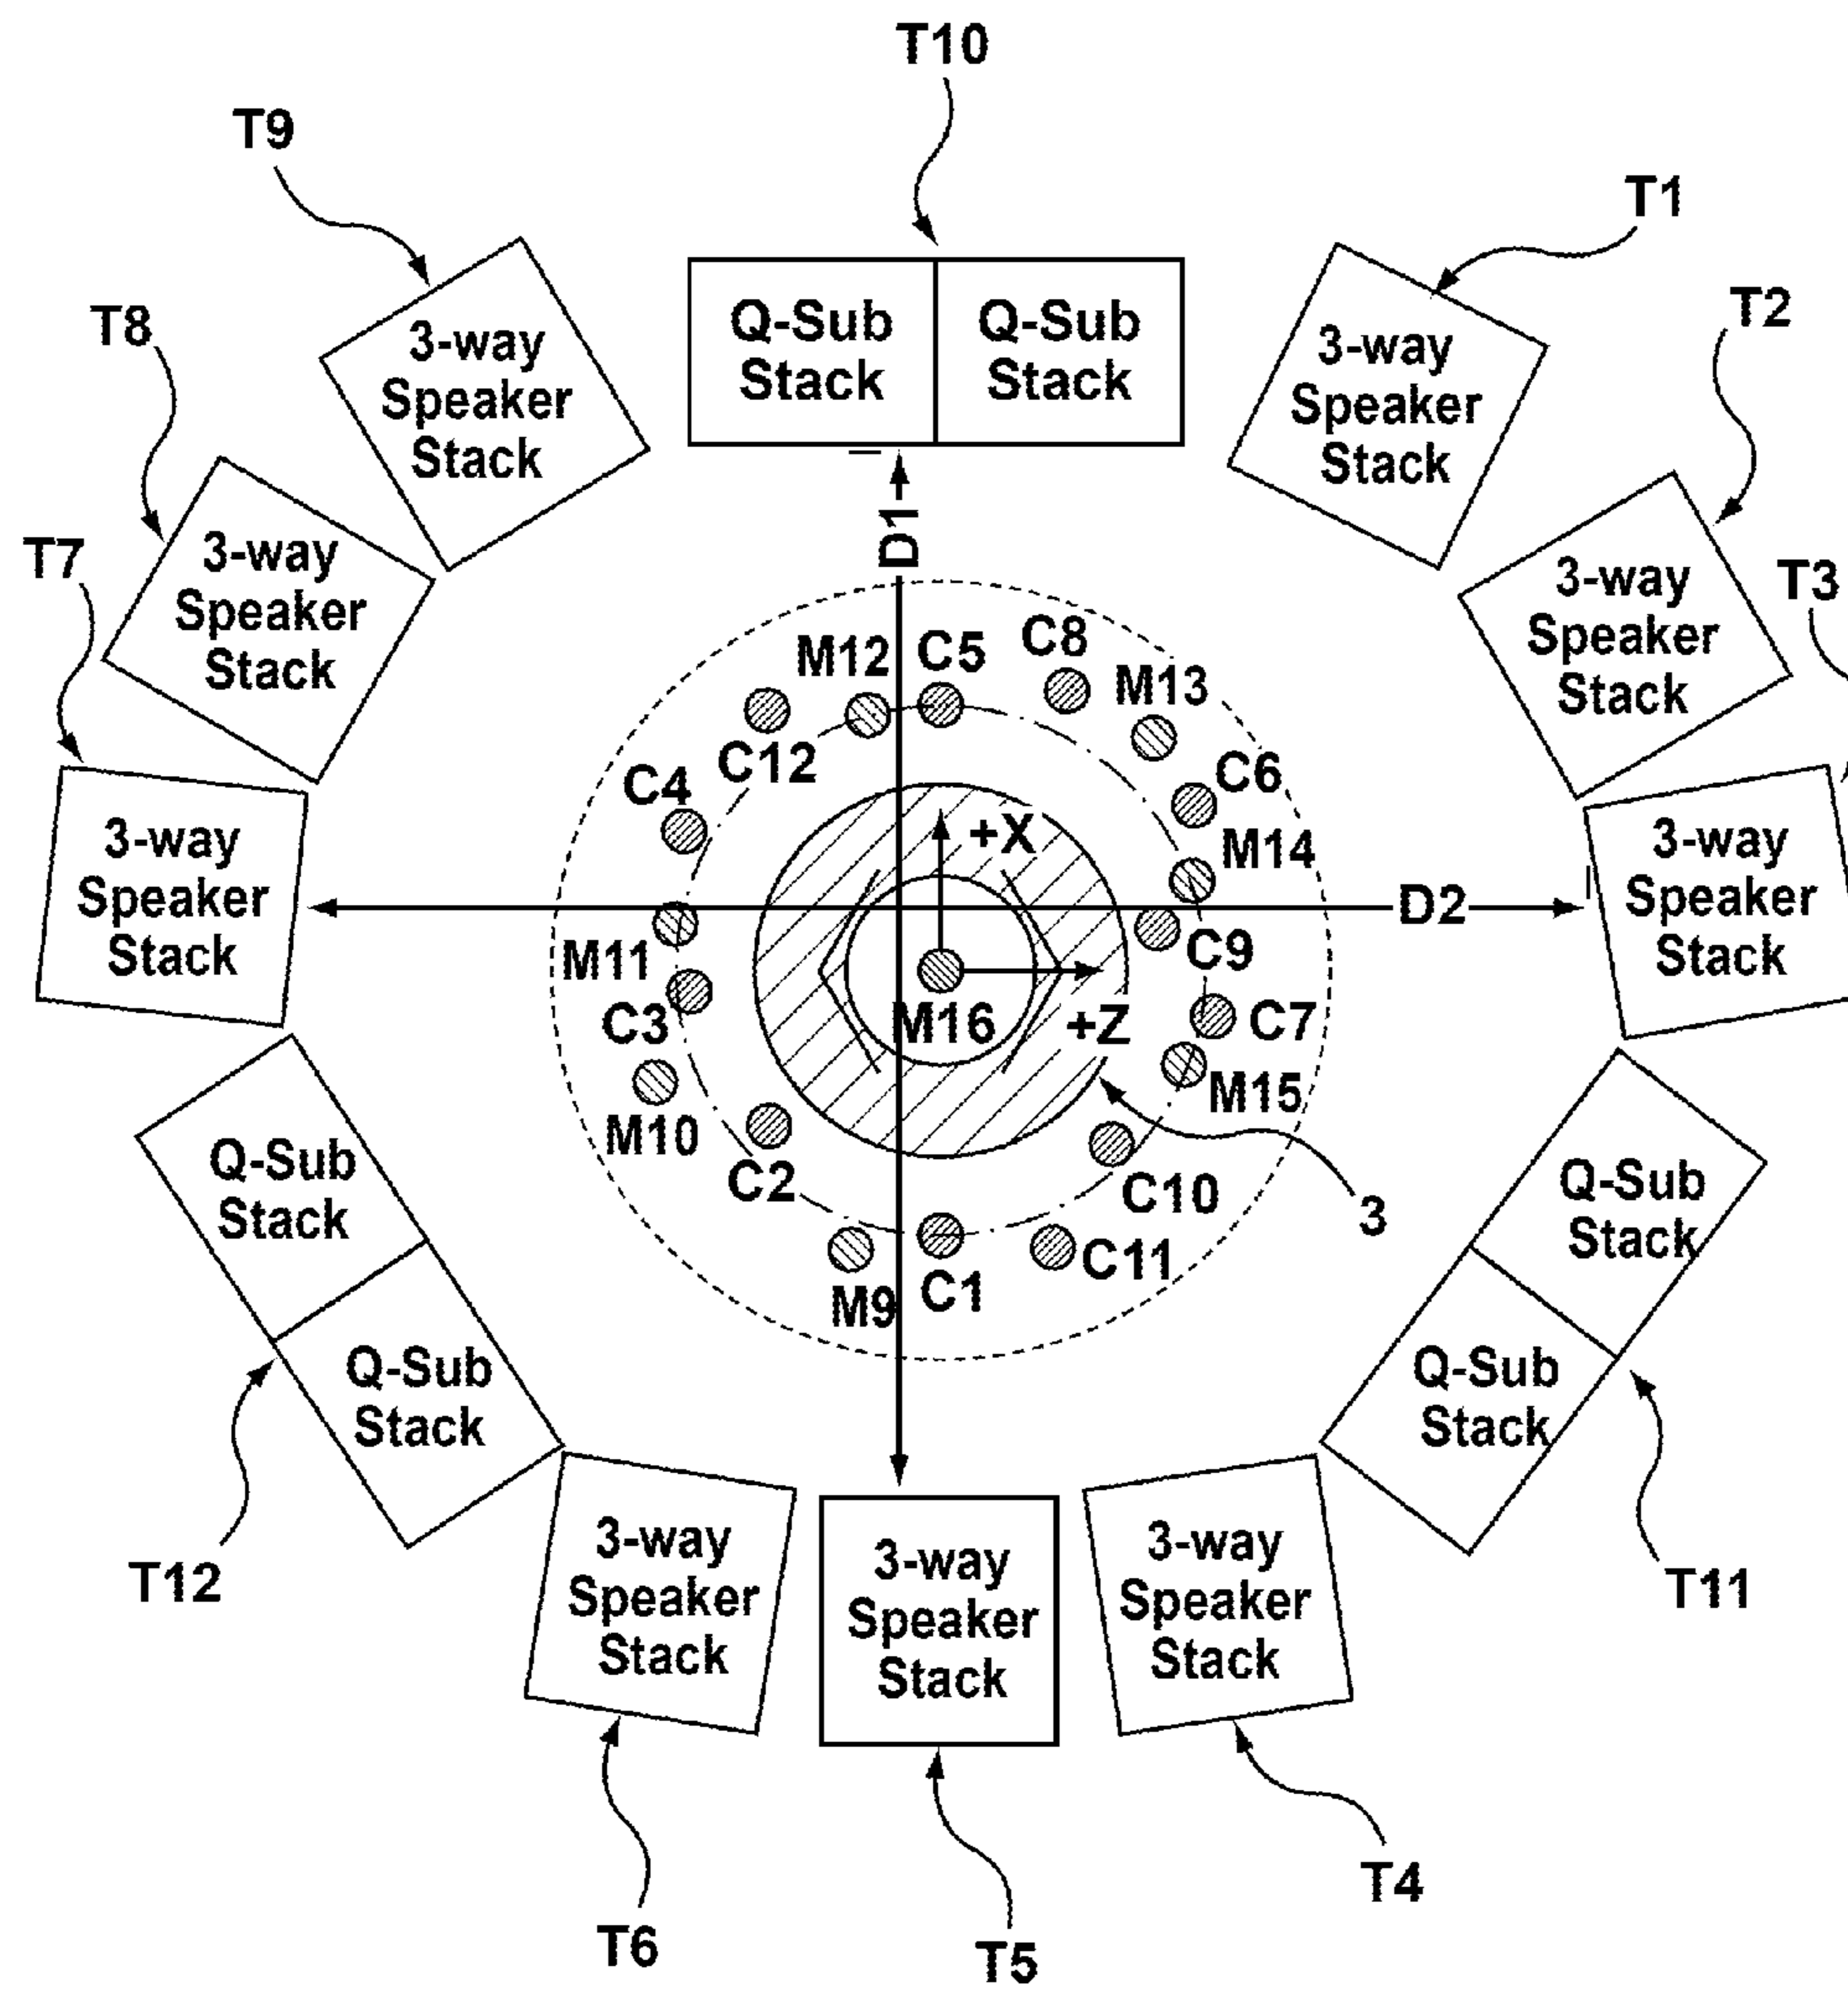 T10
T9
T1
T8
T2
Q-Sub
Stack
Q-Sub
Stack
3-way
Speaker
Stack
3-way
Speaker
Stack
T7
D1
3-way
Speaker
Stack
3-way
Speaker
Stack
T3
M12
C5
C8
M13
C12
C4
C6
+X
M14
3-way
Speaker
Stack
D2
3-way
Speaker
Stack
M11
C9
C3
M16
+Z
C7
M10
M15
C2
C10
3
Q-Sub
Stack
Q-Sub
Stack
M9
C1
C11
Q-Sub
Stack
Q-Sub
Stack
T12
T11
3-way
Speaker
Stack
3-way
Speaker
Stack
3-way
Speaker
Stack
T4
T6
T5